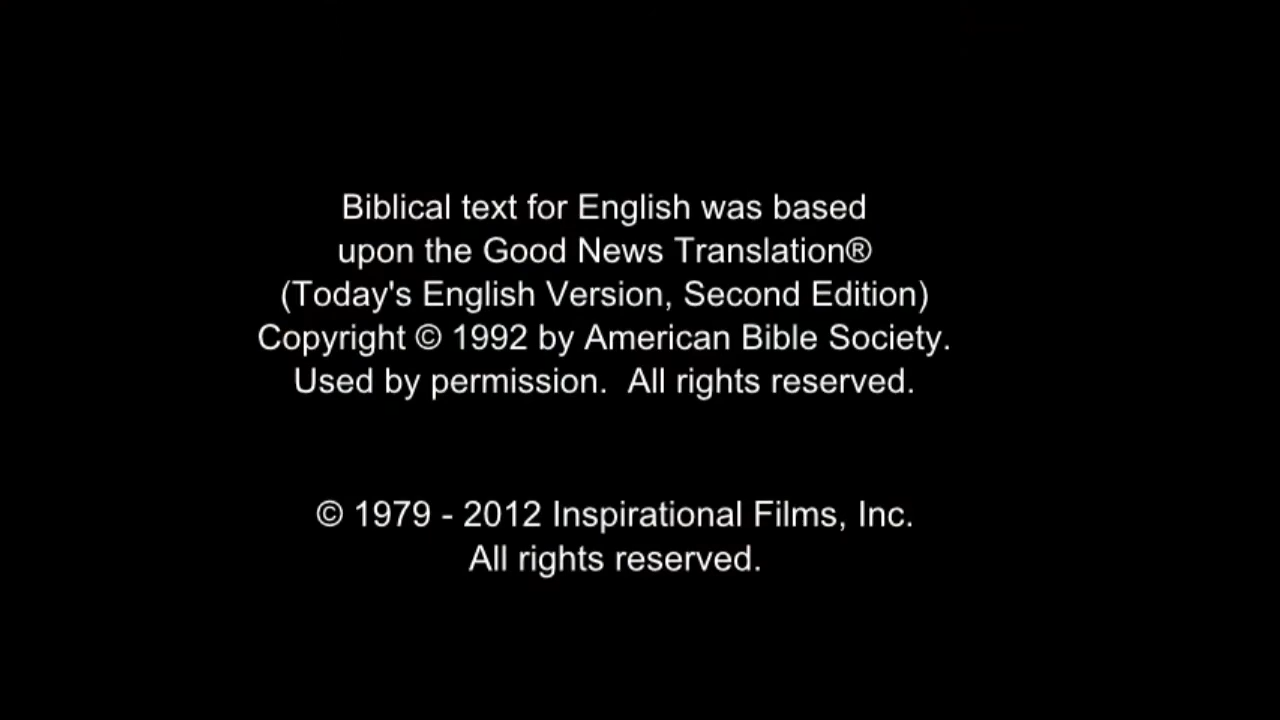 Biblical text for English was based
upon the Good News Translation®
(Today's English Version, Second Edition)
Copyright © 1992 by American Bible Society.
Used by permission.  All rights reserved.
© 1979 - 2012 Inspirational Films, Inc.
All rights reserved.